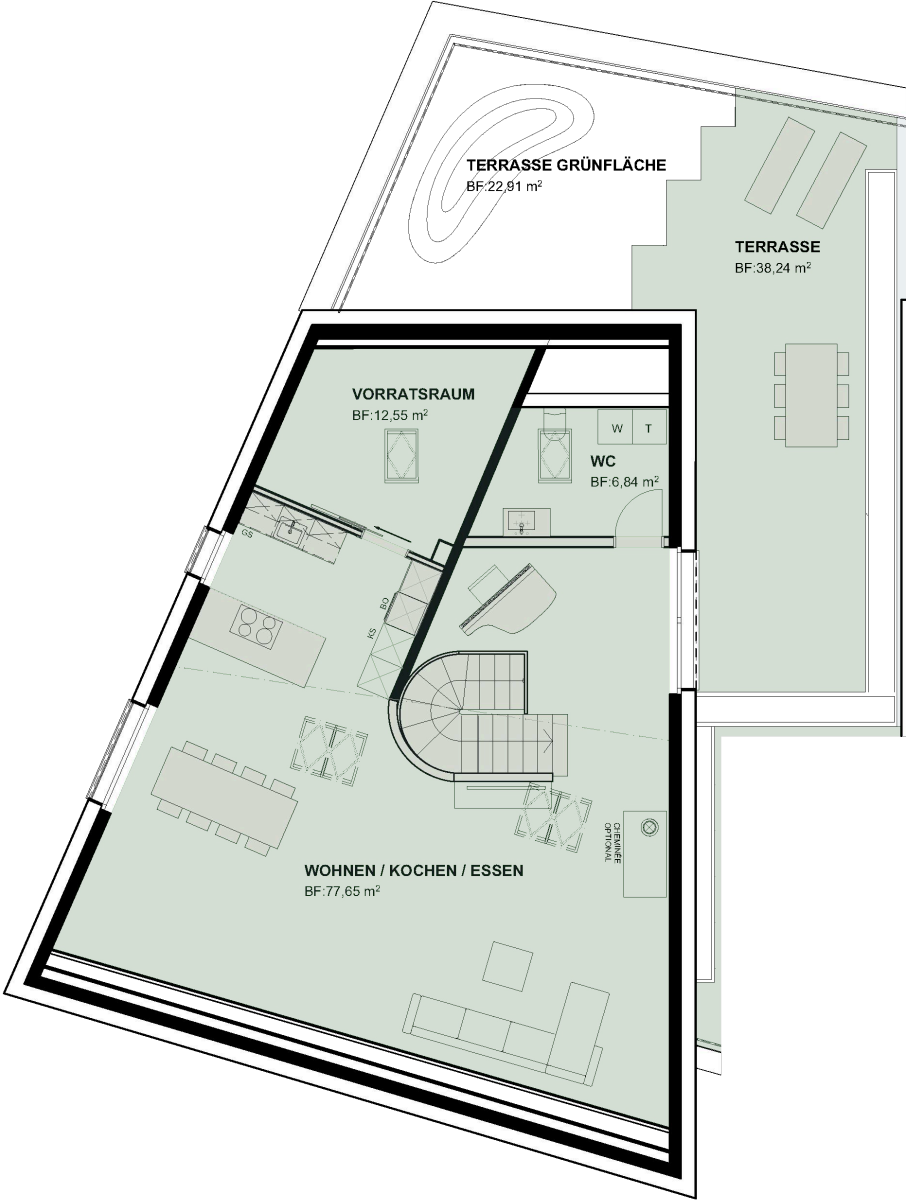 TERRASSE GRÜNFLÄCHE
BF:22,91 m²
TERRASSE
BF:38,24 m²
VORRATSRAUM
BF:12,55 m²
W T
WC
BF:6,84 m²
GS
BO
KS
CHEMINÉE
OPTIONAL
WOHNEN / KOCHEN / ESSEN
BF:77,65 m²